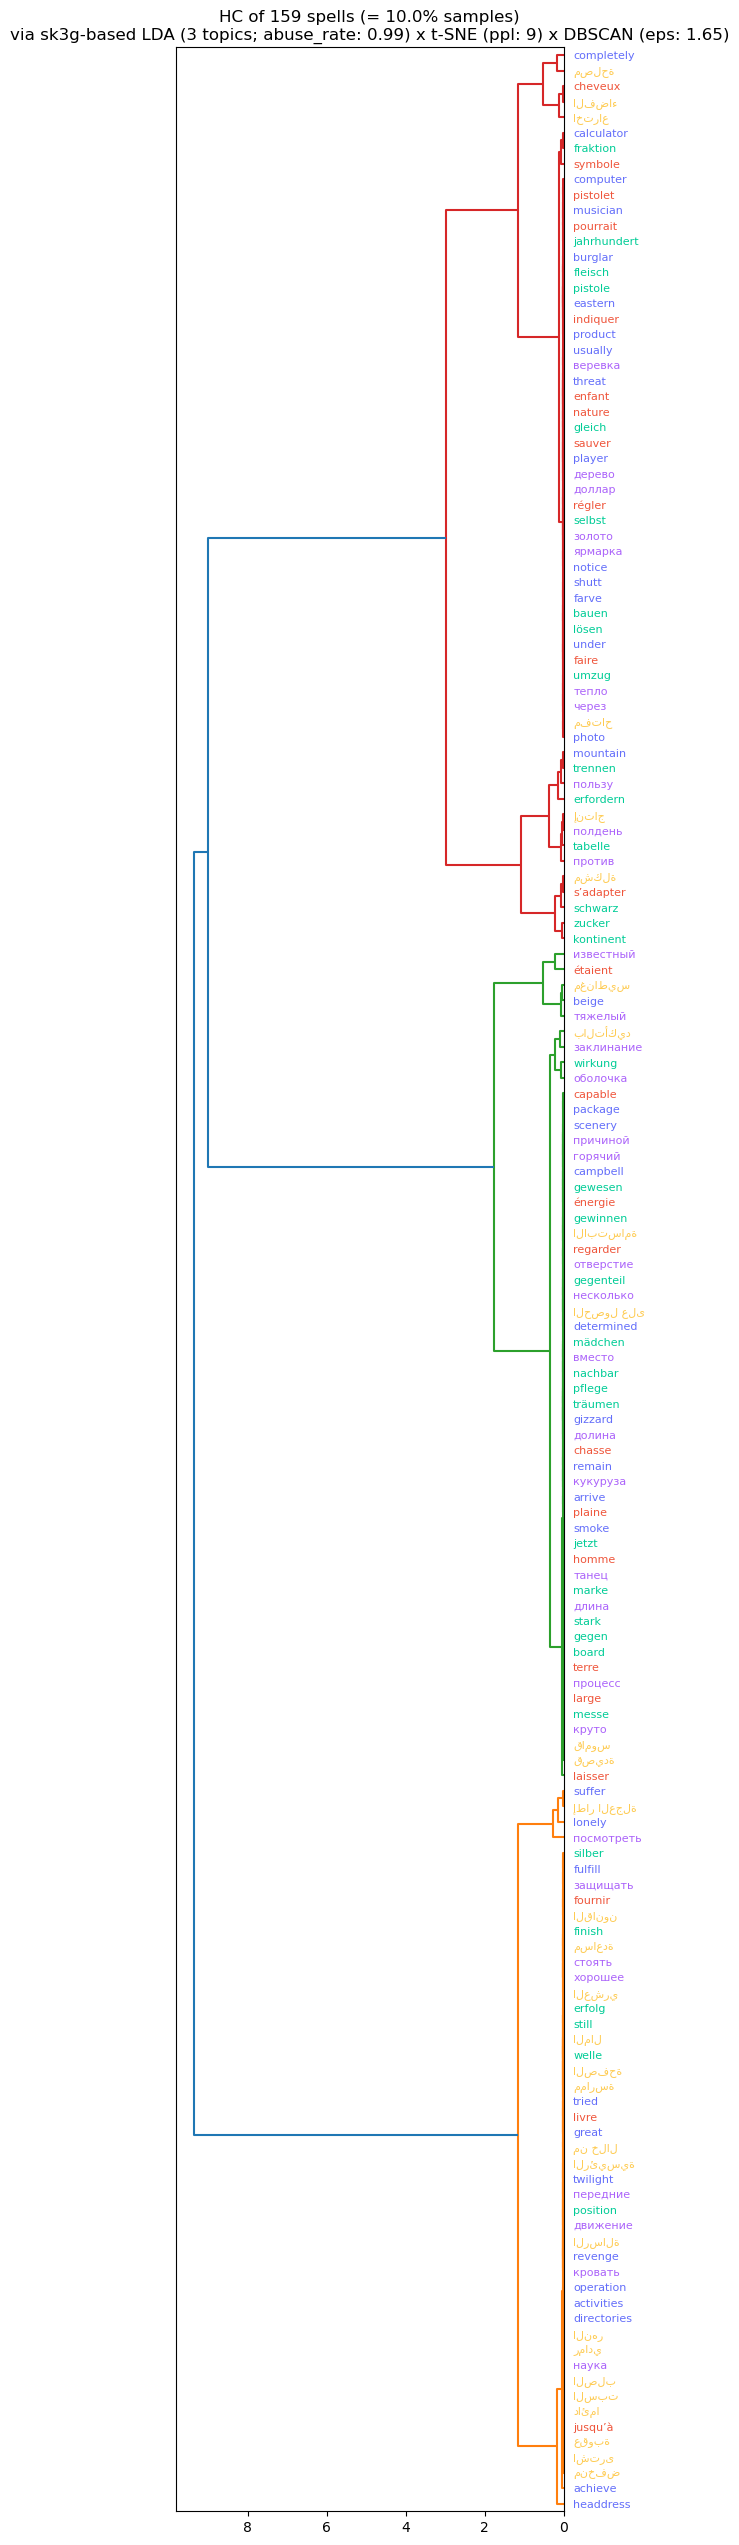 HC of 159 spells (= 10.0% samples)
via sk3g-based LDA (3 topics; abuse_rate: 0.99) x t-SNE (ppl: 9) x DBSCAN (eps: 1.65)
completely
مصلحة
cheveux
الفضاء
اختراع
calculator
fraktion
symbole
computer
pistolet
musician
pourrait
jahrhundert
burglar
fleisch
pistole
eastern
indiquer
product
usually
веревка
threat
enfant
nature
gleich
sauver
player
дерево
доллар
régler
selbst
золото
ярмарка
notice
shutt
farve
bauen
lösen
under
faire
umzug
тепло
через
مفتاح
photo
mountain
trennen
пользу
erfordern
إنتاج
полдень
tabelle
против
مشكلة
s’adapter
schwarz
zucker
kontinent
известный
étaient
مغناطيس
beige
тяжелый
بالتأكيد
заклинание
wirkung
оболочка
capable
package
scenery
причиной
горячий
campbell
gewesen
énergie
gewinnen
الابتسامة
regarder
отверстие
gegenteil
несколько
الحصول على
determined
mädchen
вместо
nachbar
pflege
träumen
gizzard
долина
chasse
remain
кукуруза
arrive
plaine
smoke
jetzt
homme
танец
marke
длина
stark
gegen
board
terre
процесс
large
messe
круто
قاموس
قصيدة
laisser
suffer
إطار العجلة
lonely
посмотреть
silber
fulfill
защищать
fournir
القانون
finish
مساعدة
стоять
хорошее
العشري
erfolg
still
المال
welle
الصفحة
ممارسة
tried
livre
great
من خلال
الرئيسية
twilight
передние
position
движение
الرسالة
revenge
кровать
operation
activities
directories
النهر
رمادي
наука
الصلب
السبت
دائما
jusqu’à
عقوبة
اشترى
منخفض
achieve
headdress
8 6 4 2 0